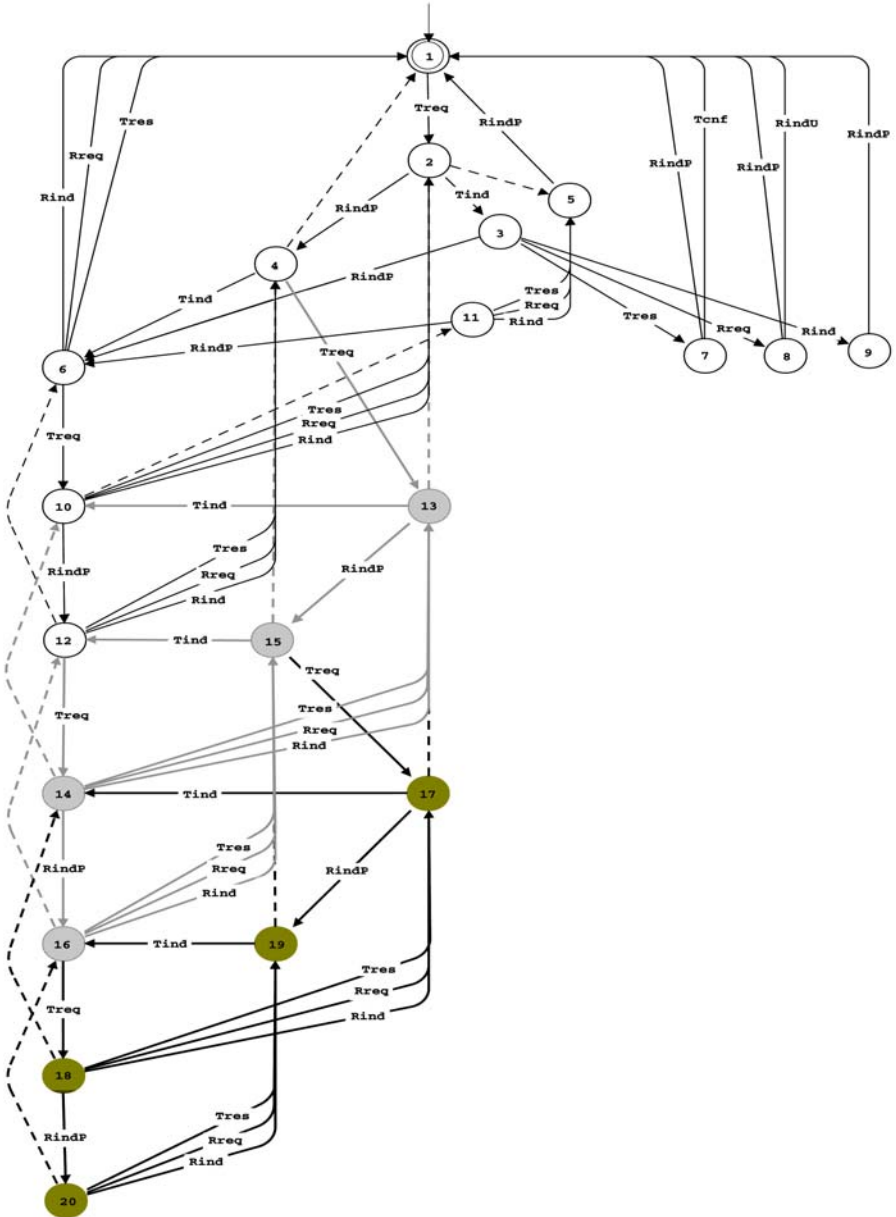 1
Treq
Tres
Tcnf
RindU
RindP
RindP
Rreq
2
RindP
RindP
Rind
Tind
5
RindP
3
4
RindP
Tind
Tres
Rreq
Tres
11
Rreq
Rind
Rind
RindP
Treq
6
7
8
9
Tres
Treq
Rreq
Rind
10
Tind
13
Tres
RindP
RindP
Rreq
Rind
12
Tind
15
Treq
Tres
Treq
Rreq
Rind
14
Tind
17
Tres
RindP
Rreq
RindP
Rind
16
Tind
19
Tres
Rreq
Treq
Rind
18
Tres
RindP
Rreq
Rind
20